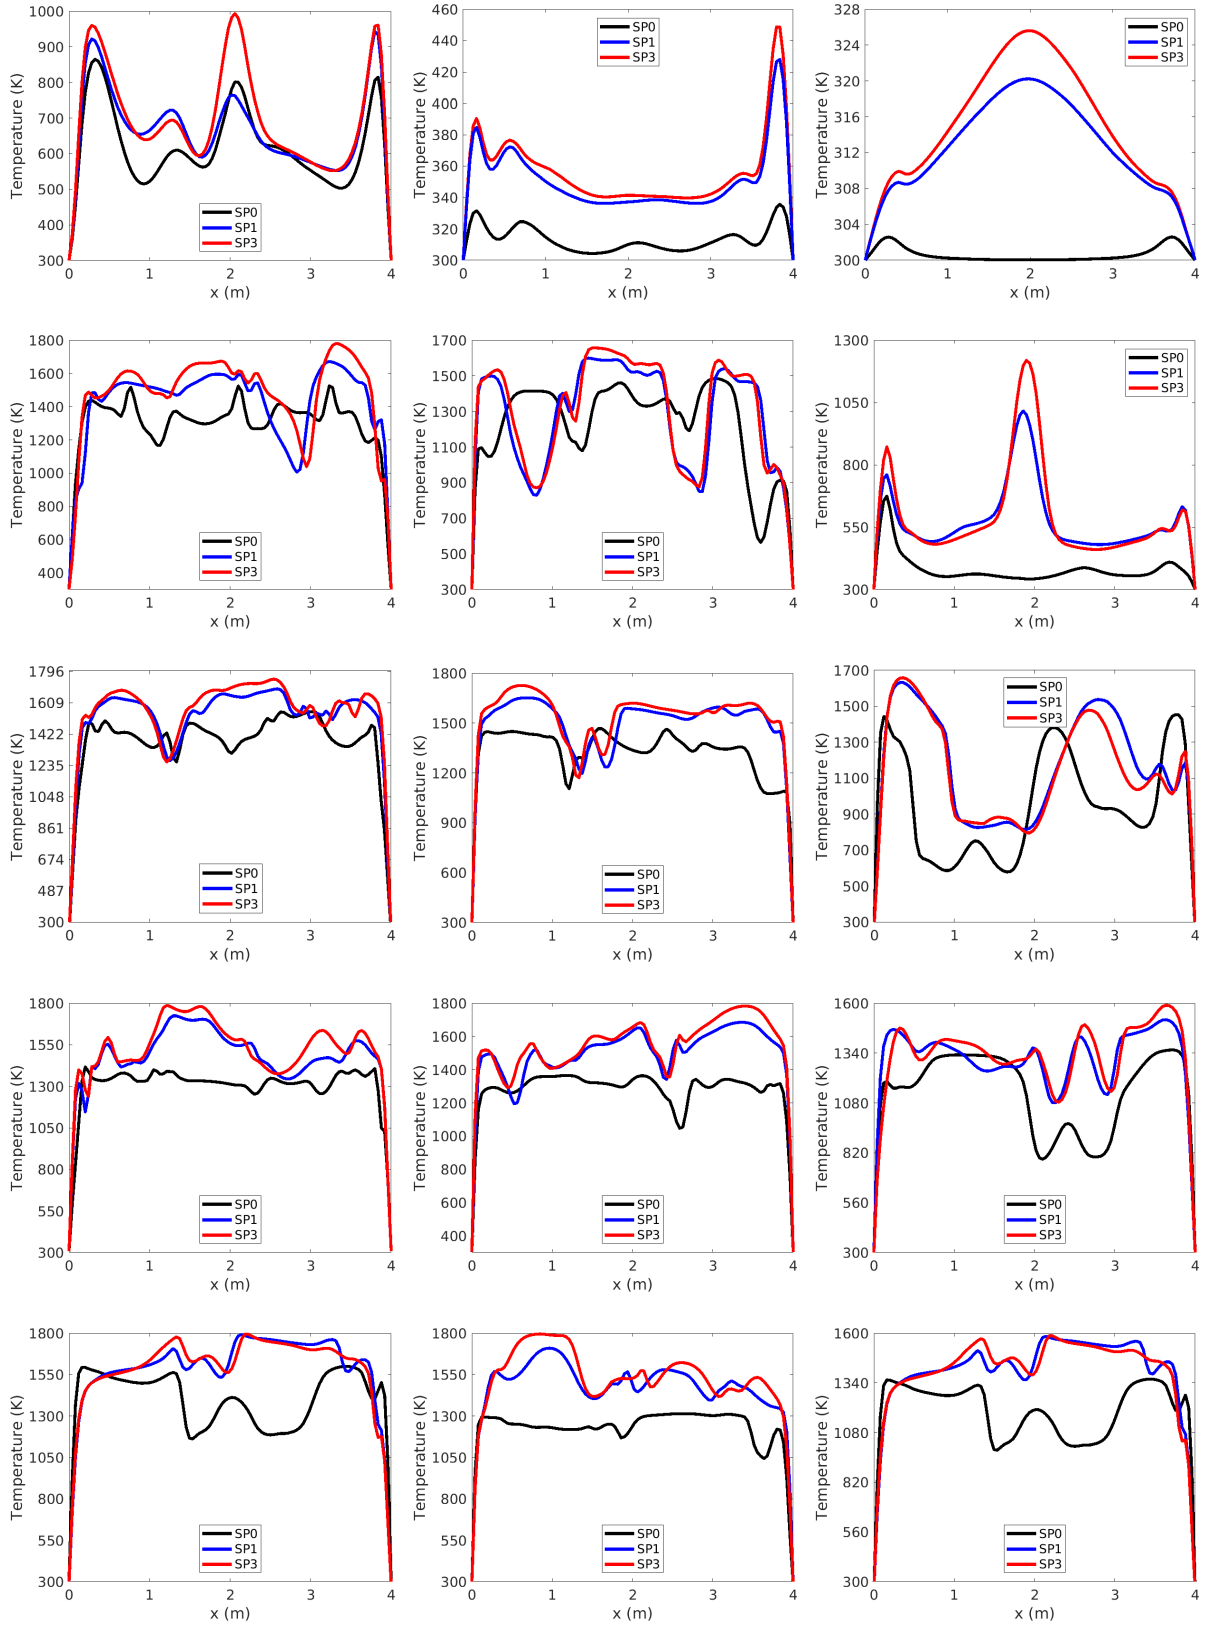 1000
900
800
700
600
500
400
300
Temperature (K)
SP0
SP1
SP3
0 1 2 3 4
x (m)
460
440
420
400
380
360
340
320
300
Temperature (K)
SP0
SP1
SP3
0 1 2 3 4
x (m)
328
324
320
316
312
308
304
300
Temperature (K)
SP0
SP1
SP3
0 1 2 3 4
x (m)
1800
1600
1400
1200
1000
800
600
400
Temperature (K)
SP0
SP1
SP3
0 1 2 3 4
x (m)
1700
1500
1300
1100
900
700
500
300
Temperature (K)
SP0
SP1
SP3
0 1 2 3 4
x (m)
1300
1050
800
550
300
Temperature (K)
SP0
SP1
SP3
0 1 2 3 4
x (m)
1796
1609
1422
1235
1048
861
674
487
300
Temperature (K)
SP0
SP1
SP3
0 1 2 3 4
x (m)
1800
1500
1200
900
600
300
Temperature (K)
SP0
SP1
SP3
0 1 2 3 4
x (m)
1700
1500
1300
1100
900
700
500
300
Temperature (K)
SP0
SP1
SP3
0 1 2 3 4
x (m)
1800
1550
1300
1050
800
550
300
Temperature (K)
SP0
SP1
SP3
0 1 2 3 4
x (m)
1800
1600
1400
1200
1000
800
600
400
Temperature (K)
SP0
SP1
SP3
0 1 2 3 4
x (m)
1600
1340
1080
820
560
300
Temperature (K)
SP0
SP1
SP3
0 1 2 3 4
x (m)
1800
1550
1300
1050
800
550
300
Temperature (K)
SP0
SP1
SP3
0 1 2 3 4
x (m)
1800
1550
1300
1050
800
550
300
Temperature (K)
SP0
SP1
SP3
0 1 2 3 4
x (m)
1600
1340
1080
820
560
300
Temperature (K)
SP0
SP1
SP3
0 1 2 3 4
x (m)